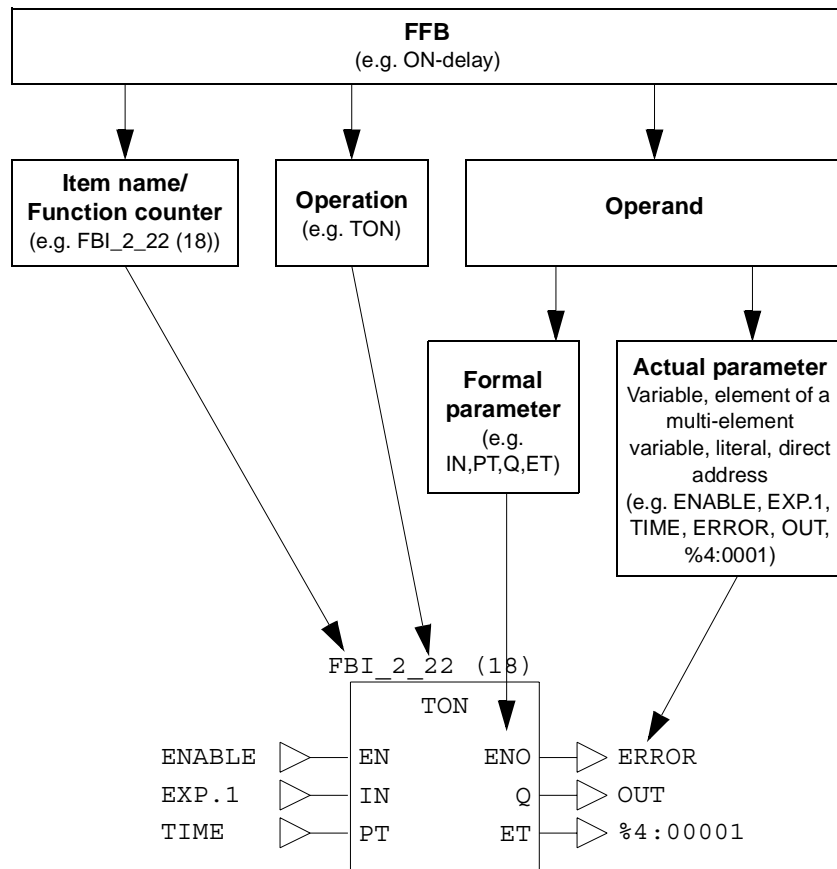 FFB
(e.g. ON-delay)
Item name/
Function counter
(e.g. FBI_2_22 (18))
Operation
(e.g. TON)
Operand
Formal
parameter
(e.g.
IN,PT,Q,ET)
Actual parameter
Variable, element of a
multi-element
variable, literal, direct
address
(e.g. ENABLE, EXP.1,
TIME, ERROR, OUT,
%4:0001)
FBI_2_22 (18)
TON
ENABLE EN ENO ERROR
EXP.1 IN Q OUT
TIME PT ET %4:00001